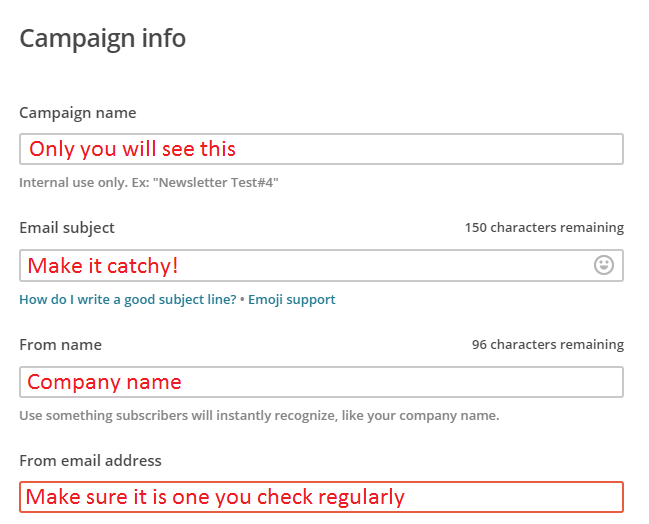 Campaign info
Campaign name
Only you will see this
Internal use only. Ex: "Newsletter Test#4"
Email subject 150 characters remaining
Make it catchy!
How do I write a good subject line? • Emoji support
From name 96 characters remaining
Company name
Use something subscribers will instantly recognize, like your company name.
From email address
Make sure it is one you check regularly